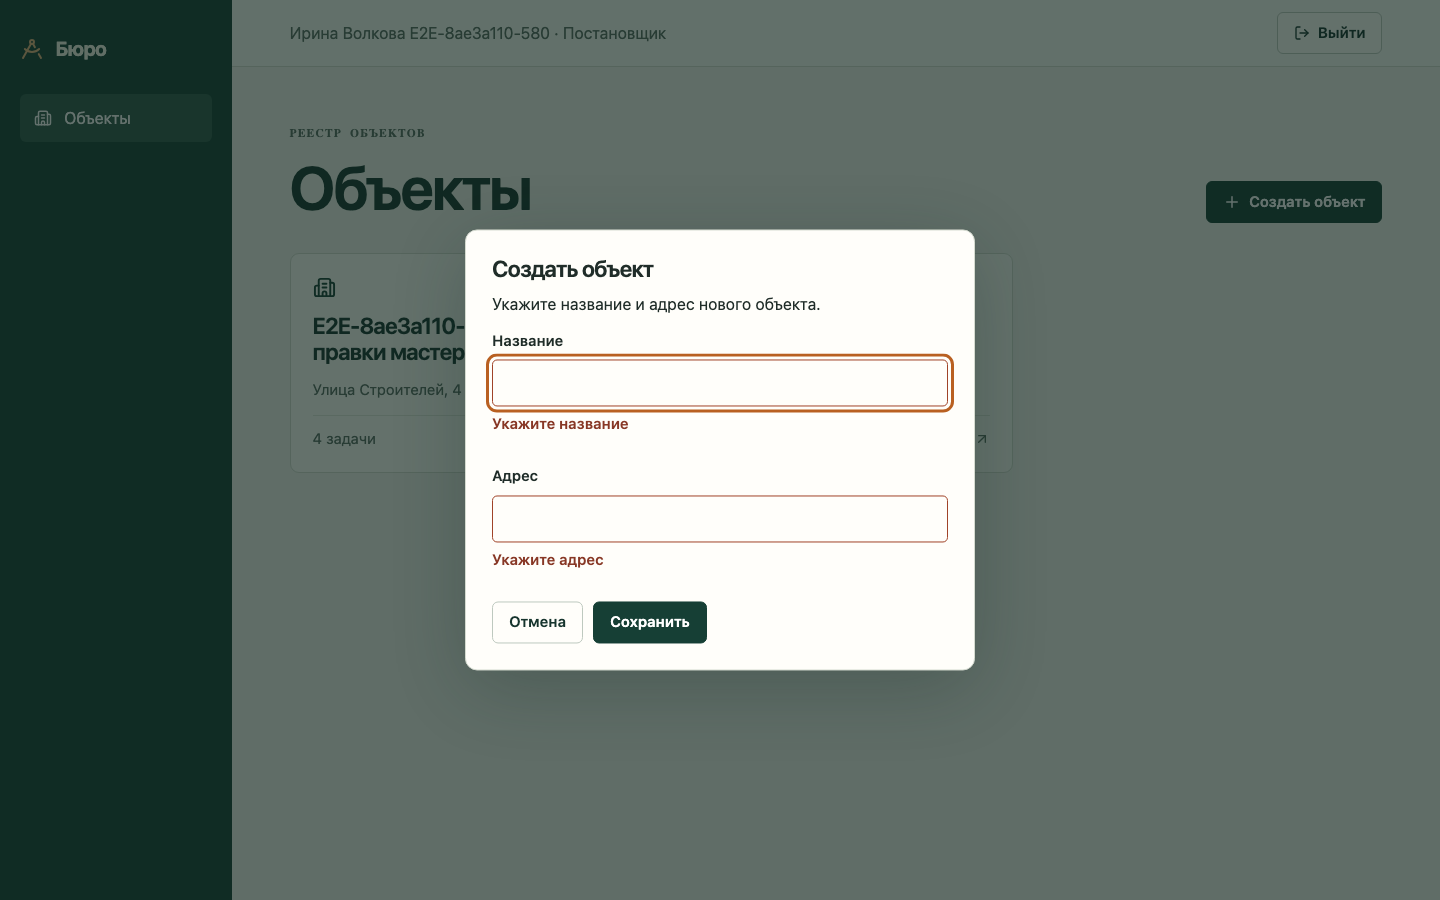 Бюро
Объекты
Ирина Волкова E2E-8ae3a110-580 · Постановщик
Выйти
РЕЕСТР ОБЪЕКТОВ
Объекты
Создать объект
E2E-8ae3a110-
правки мастер
Улица Строителей, 4
4 задачи
Создать объект
Укажите название и адрес нового объекта.
Название
Укажите название
Адрес
Укажите адрес
Отмена
Сохранить